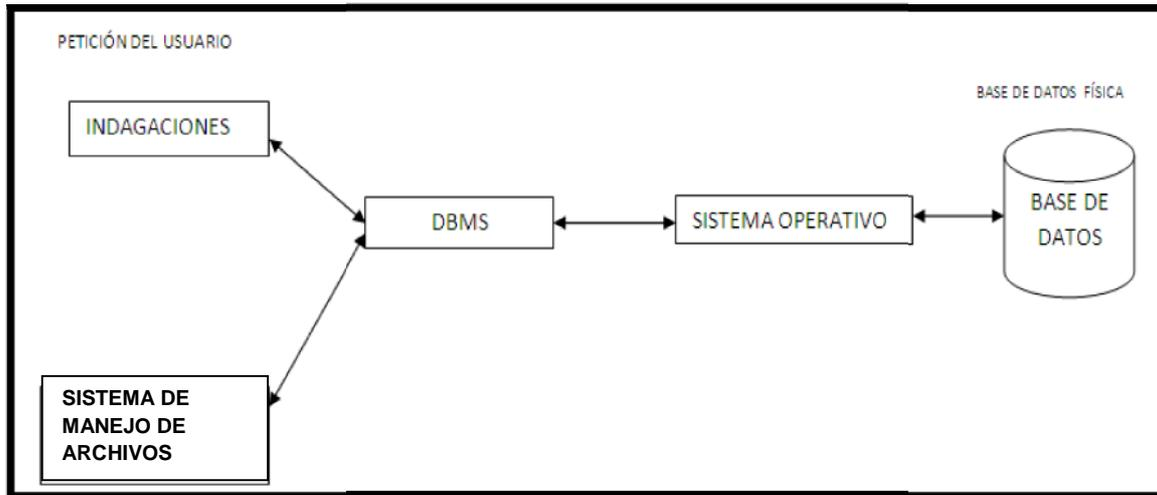 PETICIÓN DEL USUARIO
BASE DE DATOS FÍSICA
INDAGACIONES
DBMS
SISTEMA OPERATIVO
BASE DE
DATOS
SISTEMA DE
MANEJO DE
ARCHIVOS